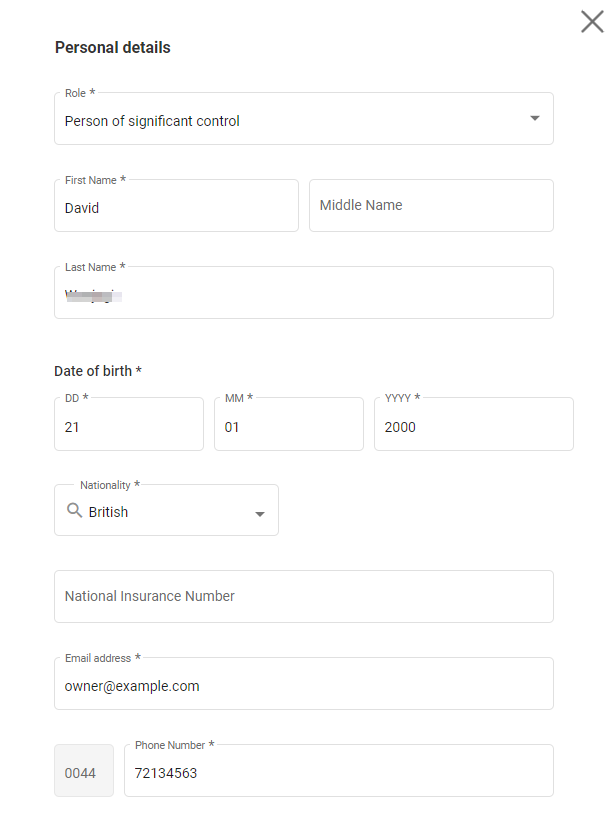 Personal details
Role *
Person of significant control
First Name *
David
Middle Name
Last Name *
Date of birth *
DD * MM * YYYY *
21 01 2000
Nationality *
British
National Insurance Number
Email address *
owner@example.com
Phone Number *
0044 72134563